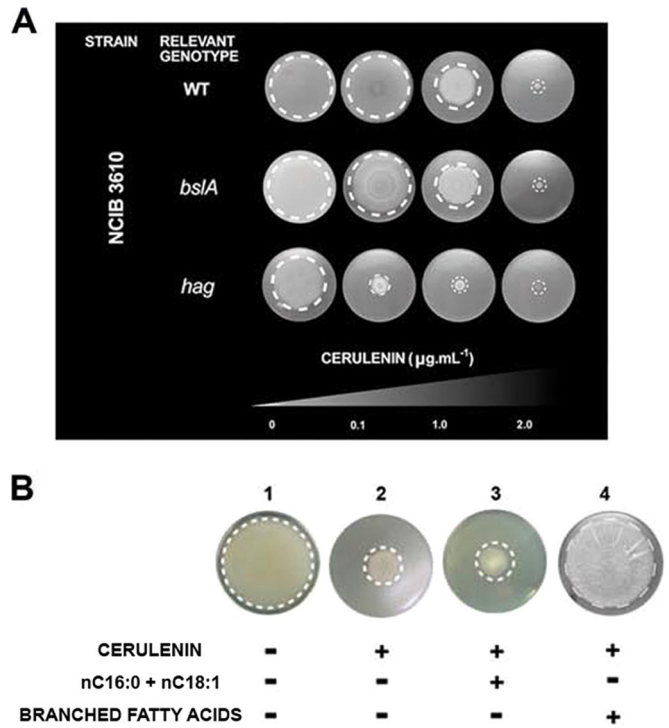 A
STRAIN RELEVANT GENOTYPE
WT
NCIB 3610
bslA
hag
CERULENIN (µg.mL-1)
0 0.1 1.0 2.0
B
1 2 3 4
CERULENIN - + + +
nC16:0 + nC18:1 - - + -
BRANCHED FATTY ACIDS - - - +